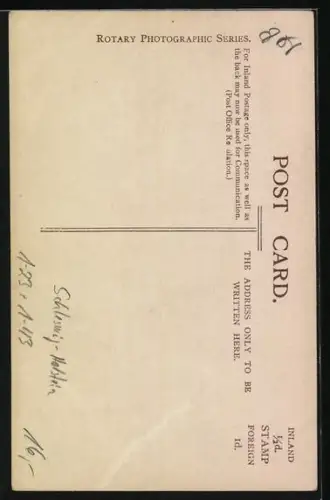 ROTARY PHOTOGRAPHIC SERIES.
POST CARD.
For Inland Postage only, this space as well as
the back may now be used for Communication.
(Post Office Regulation.)
THE ADDRESS ONLY TO BE
WRITTEN HERE.
INLAND
½d.
STAMP
FOREIGN
1d.
Schleswig-Holstein
16,-